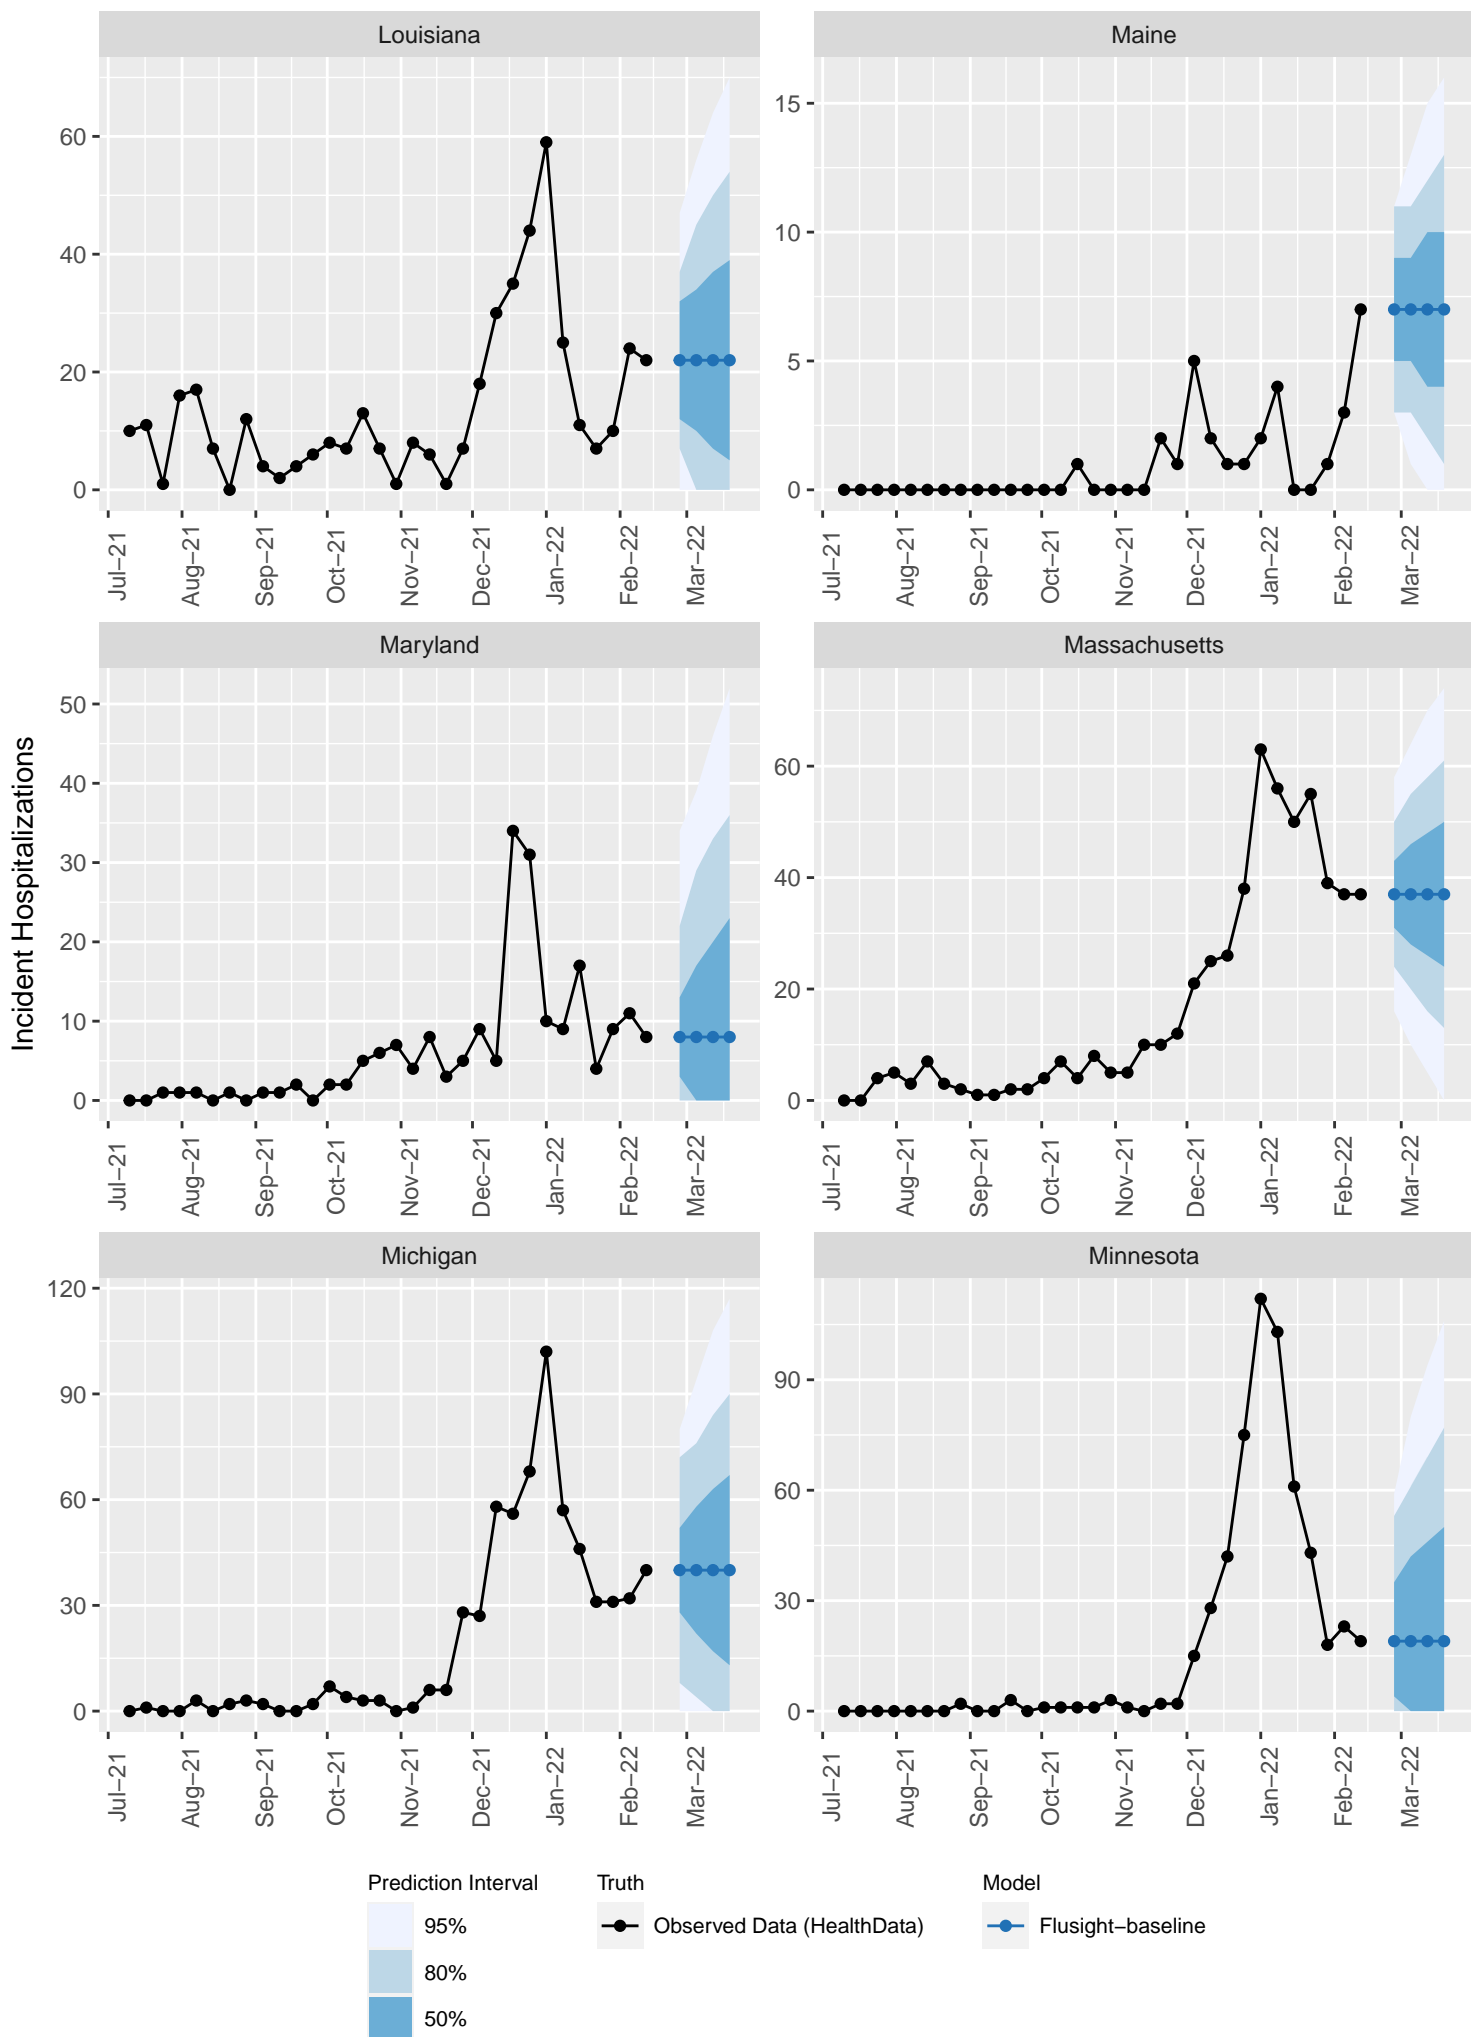 Louisiana
Maine
60
40
20
0
15
10
5
0
Jul−21
Aug−21
Sep−21
Oct−21
Nov−21
Dec−21
Jan−22
Feb−22
Mar−22
Jul−21
Aug−21
Sep−21
Oct−21
Nov−21
Dec−21
Jan−22
Feb−22
Mar−22
Incident Hospitalizations
Maryland
Massachusetts
50
40
30
20
10
0
60
40
20
0
Jul−21
Aug−21
Sep−21
Oct−21
Nov−21
Dec−21
Jan−22
Feb−22
Mar−22
Jul−21
Aug−21
Sep−21
Oct−21
Nov−21
Dec−21
Jan−22
Feb−22
Mar−22
Michigan
Minnesota
120
90
60
30
0
90
60
30
0
Jul−21
Aug−21
Sep−21
Oct−21
Nov−21
Dec−21
Jan−22
Feb−22
Mar−22
Jul−21
Aug−21
Sep−21
Oct−21
Nov−21
Dec−21
Jan−22
Feb−22
Mar−22
Prediction Interval
95%
80%
50%
Truth
Observed Data (HealthData)
Model
Flusight−baseline